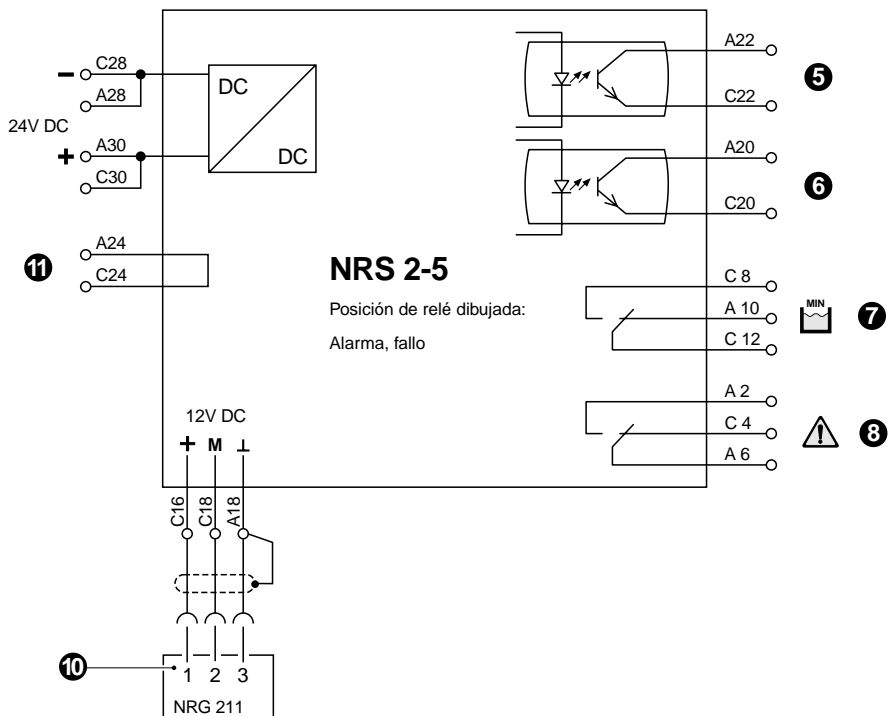 C28
A28
24V DC
A30
C30
DC
DC
A22
C22
5
A20
C20
6
11
A24
C24
NRS 2-5
Posición de relé dibujada:
Alarma, fallo
C 8
A 10
C 12
MIN
7
A 2
C 4
A 6
8
12V DC
+ M ⊥
C16
C18
A18
10
1 2 3
NRG 211